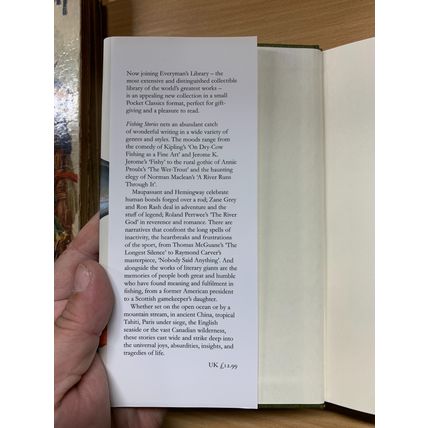 Now joining Everyman's Library – the
most extensive and distinguished collectible
library of the world's greatest works –
is an appealing new collection in a small
Pocket Classics format, perfect for gift-
giving and a pleasure to read.
Fishing Stories nets an abundant catch
of wonderful writing in a wide variety of
genres and styles. The moods range from
the comedy of Kipling's 'On Dry-Cow
Fishing as a Fine Art' and Jerome K.
Jerome's 'Fishy' to the rural gothic of Annie
Proulx's 'The Wer-Trout' and the haunting
elegy of Norman Maclean's 'A River Runs
Through It'.
Maupassant and Hemingway celebrate
human bonds forged over a rod; Zane Grey
and Ron Rash deal in adventure and the
stuff of legend; Roland Pertwee's 'The River
God' in reverence and romance. There are
narratives that confront the long spells of
inactivity, the heartbreaks and frustrations
of the sport, from Thomas McGuane's 'The
Longest Silence' to Raymond Carver's
masterpiece, 'Nobody Said Anything'. And
alongside the works of literary giants are the
memories of people both great and humble
who have found meaning and fulfilment in
fishing, from a former American president
to a Scottish gamekeeper's daughter.
Whether set on the open ocean or by a
mountain stream, in ancient China, tropical
Tahiti, Paris under siege, the English
seaside or the vast Canadian wilderness,
these stories cast wide and strike deep into
the universal joys, absurdities, insights, and
tragedies of life.
UK £12.99